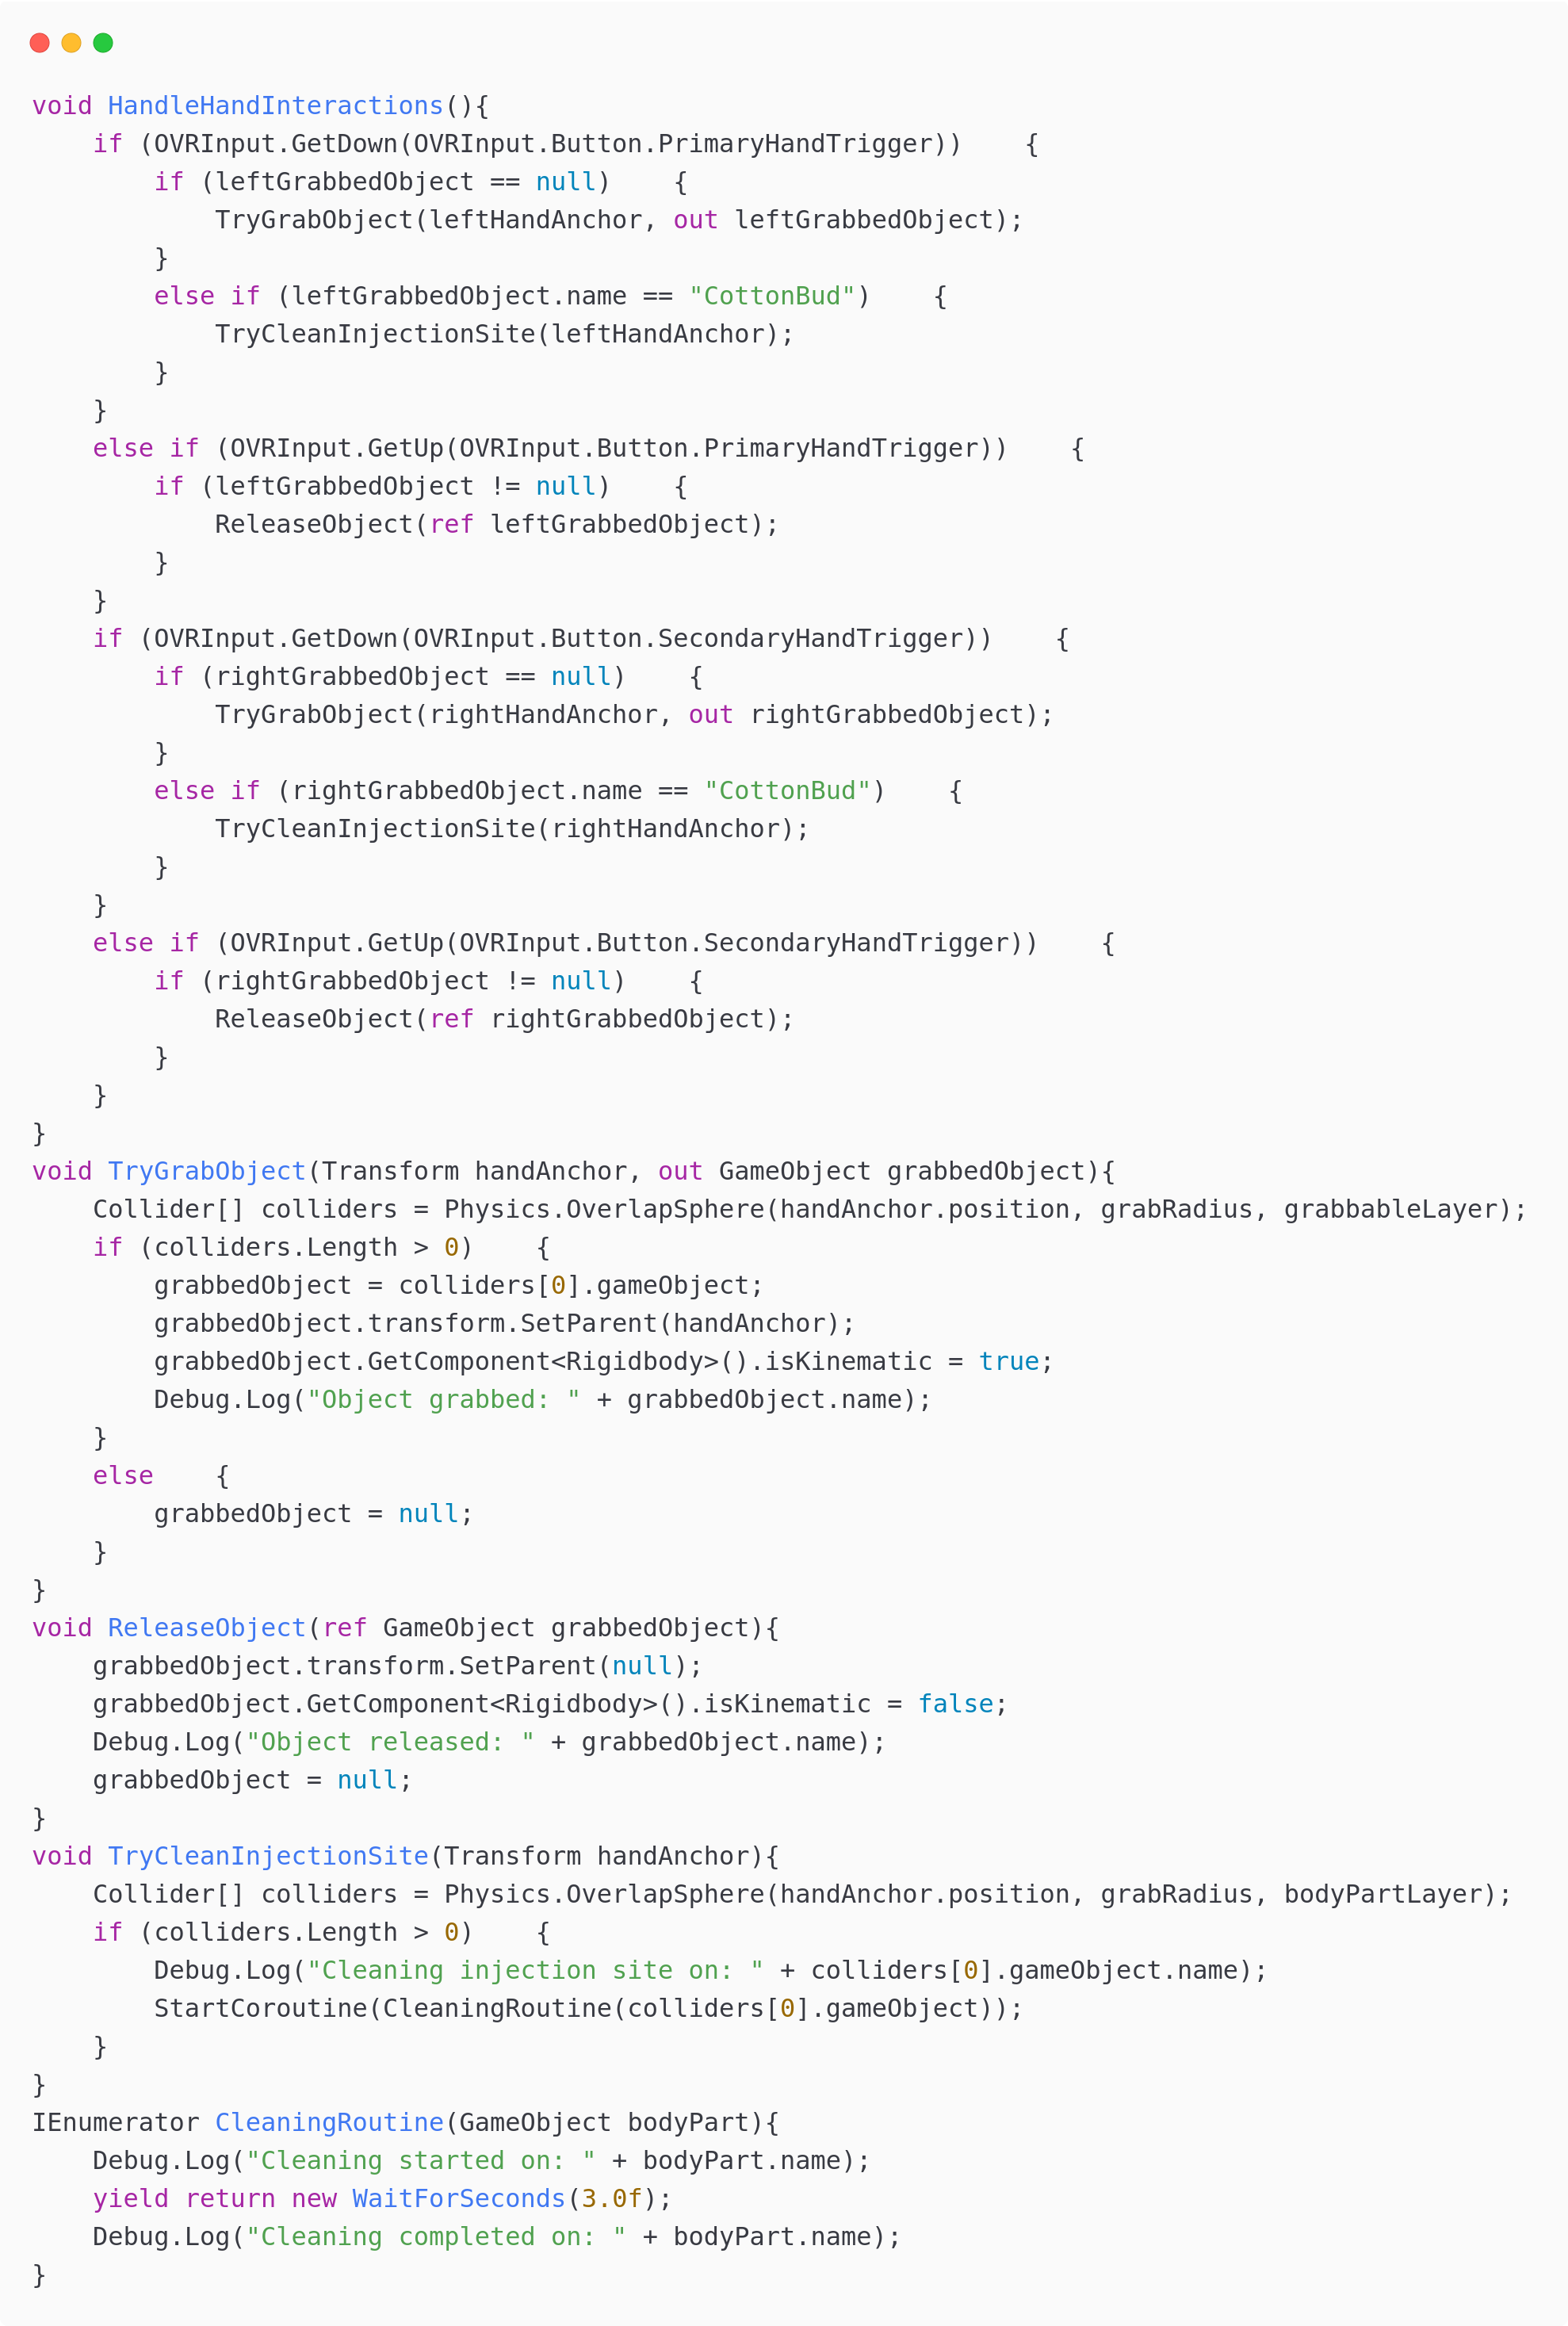 void HandleHandInteractions(){
    if (OVRInput.GetDown(OVRInput.Button.PrimaryHandTrigger))    {
        if (leftGrabbedObject == null)    {
            TryGrabObject(leftHandAnchor, out leftGrabbedObject);
        }
        else if (leftGrabbedObject.name == "CottonBud")    {
            TryCleanInjectionSite(leftHandAnchor);
        }
    }
    else if (OVRInput.GetUp(OVRInput.Button.PrimaryHandTrigger))    {
        if (leftGrabbedObject != null)    {
            ReleaseObject(ref leftGrabbedObject);
        }
    }
    if (OVRInput.GetDown(OVRInput.Button.SecondaryHandTrigger))    {
        if (rightGrabbedObject == null)    {
            TryGrabObject(rightHandAnchor, out rightGrabbedObject);
        }
        else if (rightGrabbedObject.name == "CottonBud")    {
            TryCleanInjectionSite(rightHandAnchor);
        }
    }
    else if (OVRInput.GetUp(OVRInput.Button.SecondaryHandTrigger))    {
        if (rightGrabbedObject != null)    {
            ReleaseObject(ref rightGrabbedObject);
        }
    }
}
void TryGrabObject(Transform handAnchor, out GameObject grabbedObject){
    Collider[] colliders = Physics.OverlapSphere(handAnchor.position, grabRadius, grabbableLayer);
    if (colliders.Length > 0)    {
        grabbedObject = colliders[0].gameObject;
        grabbedObject.transform.SetParent(handAnchor);
        grabbedObject.GetComponent<Rigidbody>().isKinematic = true;
        Debug.Log("Object grabbed: " + grabbedObject.name);
    }
    else    {
        grabbedObject = null;
    }
}
void ReleaseObject(ref GameObject grabbedObject){
    grabbedObject.transform.SetParent(null);
    grabbedObject.GetComponent<Rigidbody>().isKinematic = false;
    Debug.Log("Object released: " + grabbedObject.name);
    grabbedObject = null;
}
void TryCleanInjectionSite(Transform handAnchor){
    Collider[] colliders = Physics.OverlapSphere(handAnchor.position, grabRadius, bodyPartLayer);
    if (colliders.Length > 0)    {
        Debug.Log("Cleaning injection site on: " + colliders[0].gameObject.name);
        StartCoroutine(CleaningRoutine(colliders[0].gameObject));
    }
}
IEnumerator CleaningRoutine(GameObject bodyPart){
    Debug.Log("Cleaning started on: " + bodyPart.name);
    yield return new WaitForSeconds(3.0f);
    Debug.Log("Cleaning completed on: " + bodyPart.name);
}